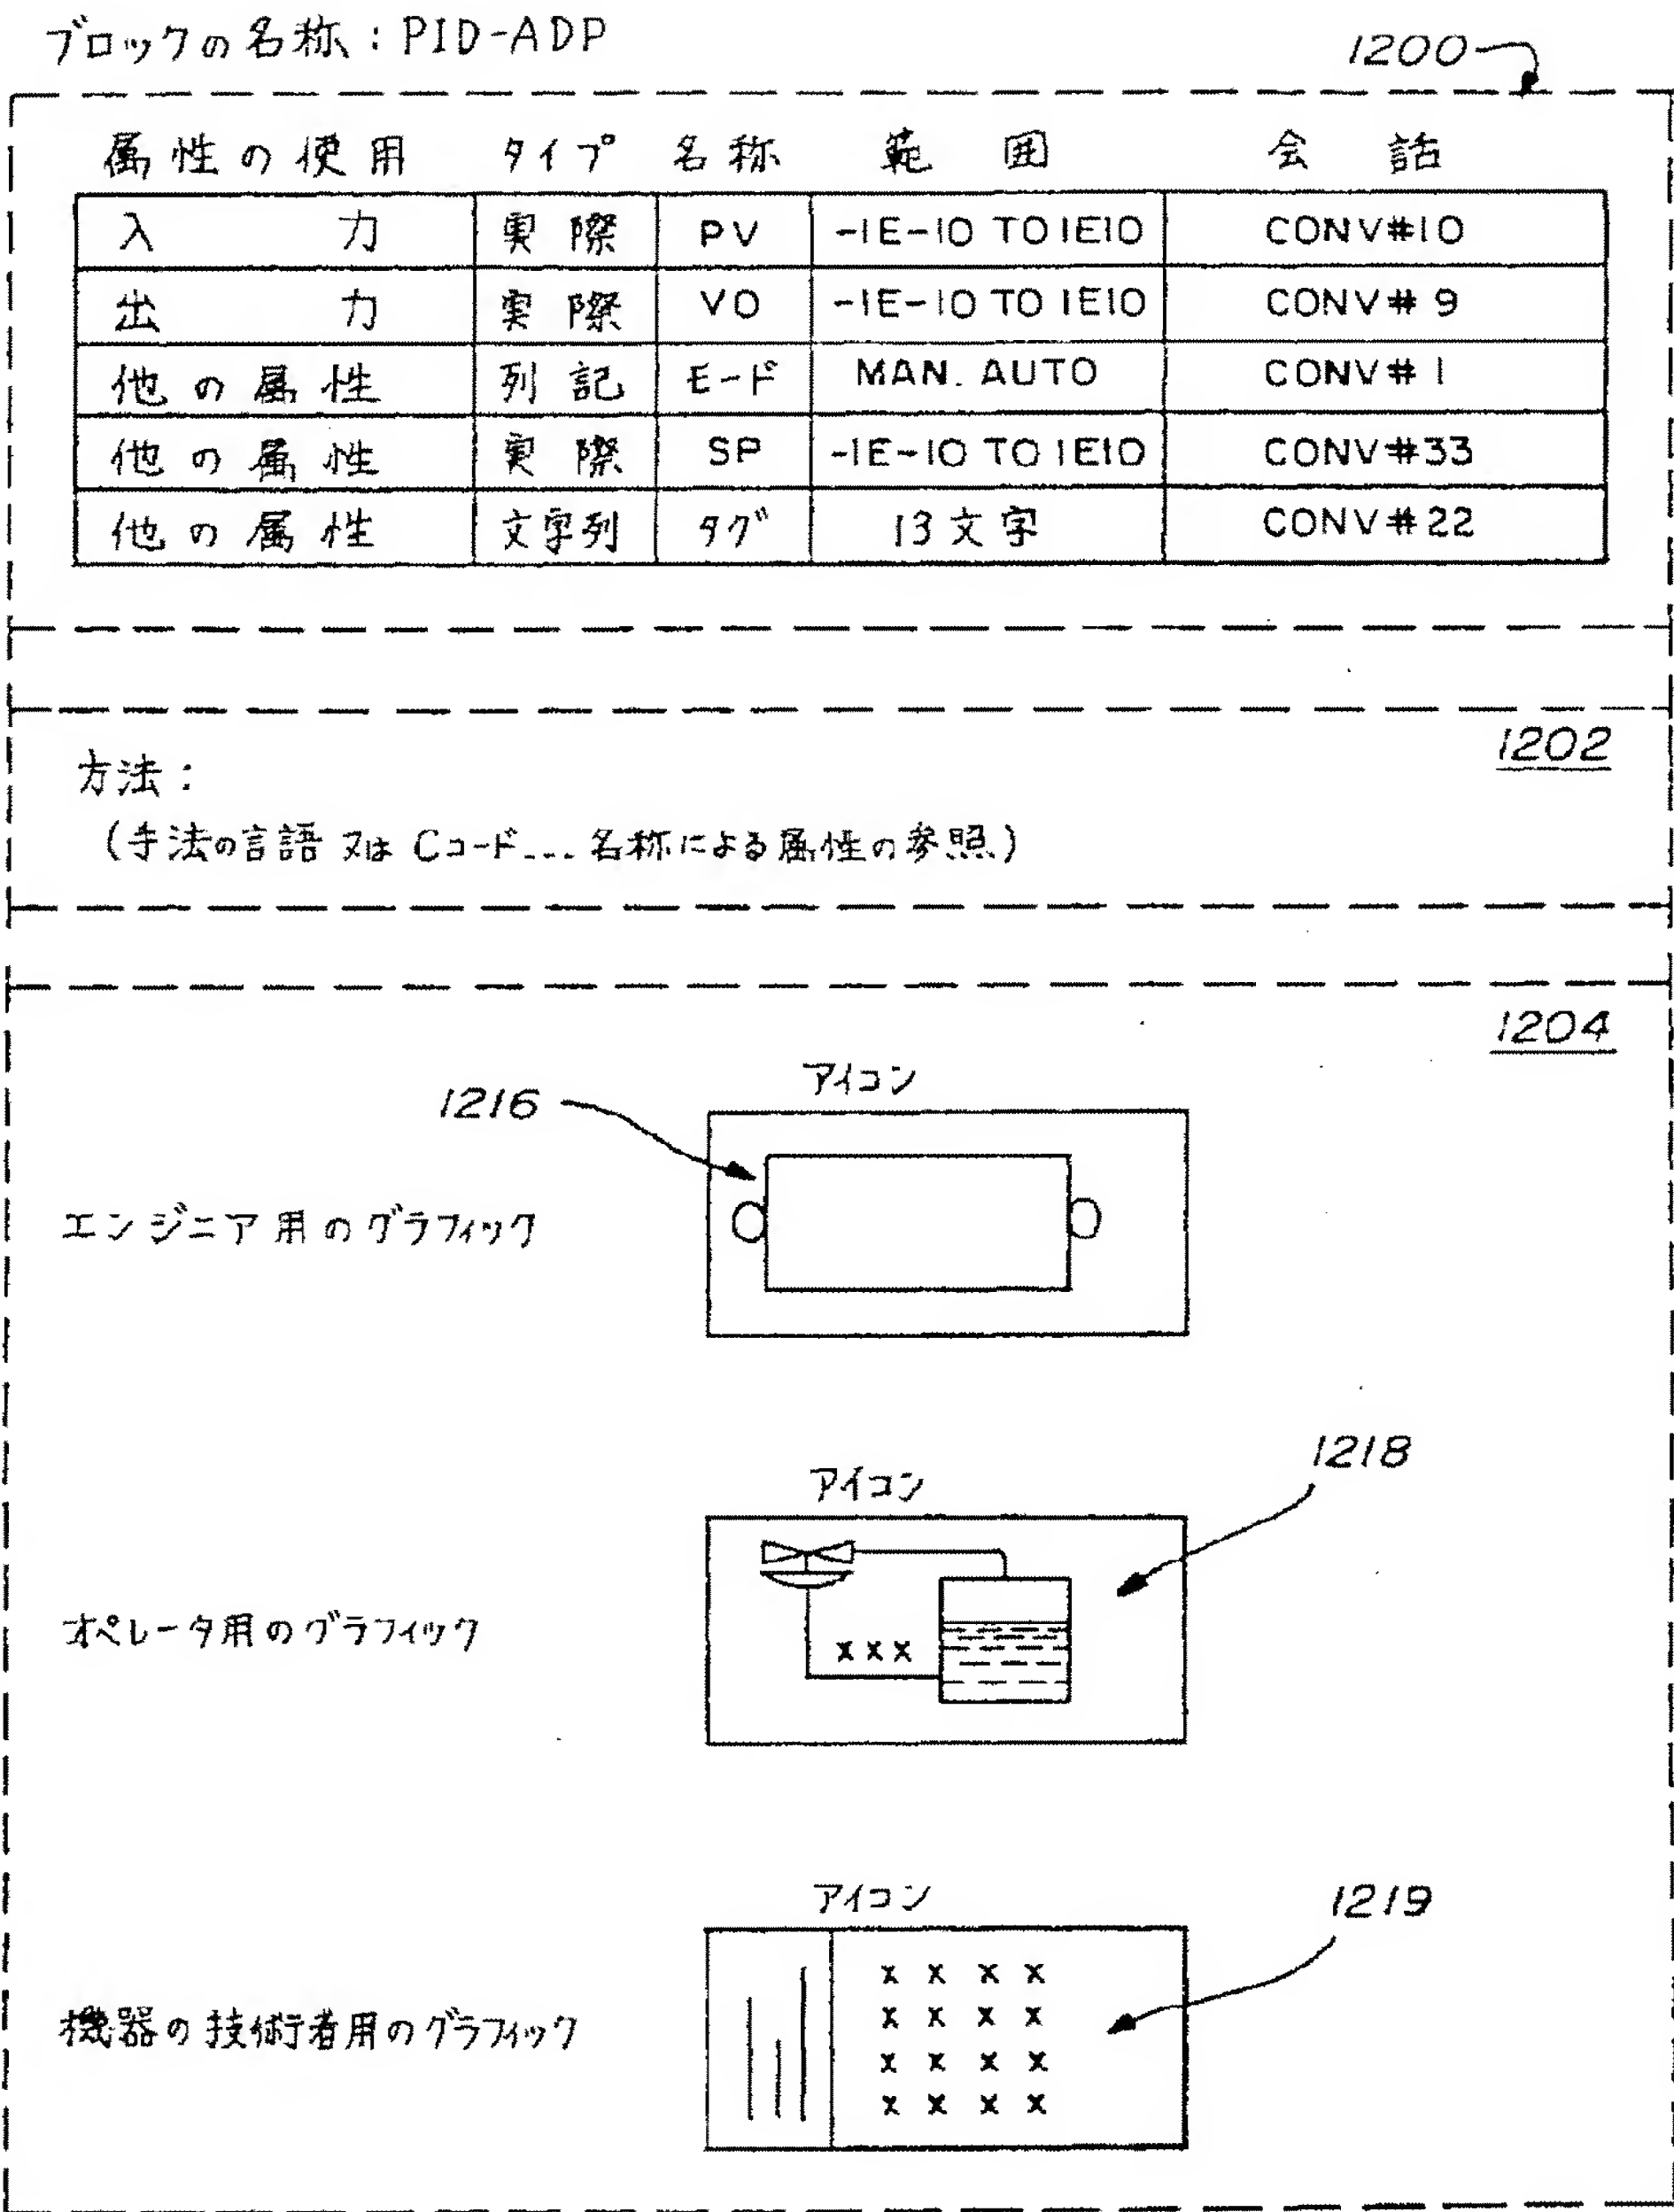 ブロックの名称:PID-ADP
1200
属性の使用 タイプ 名称 範囲 会話
入力 実際 PV -1E-10 TO 1E10 CONV#10
出力 実際 VO -1E-10 TO 1E10 CONV#9
他の属性 列記 モード MAN. AUTO CONV#1
他の属性 実際 SP -1E-10 TO 1E10 CONV#33
他の属性 文字列 タグ 13文字 CONV#22
1202
方法:
(手法の言語又はCコード... 名称による属性の参照)
1204
アイコン
1216
エンジニア用のグラフィック
アイコン
1218
x x x
オペレータ用のグラフィック
アイコン
1219
x x x x
x x x x
機器の技術者用のグラフィック
x x x x
x x x x